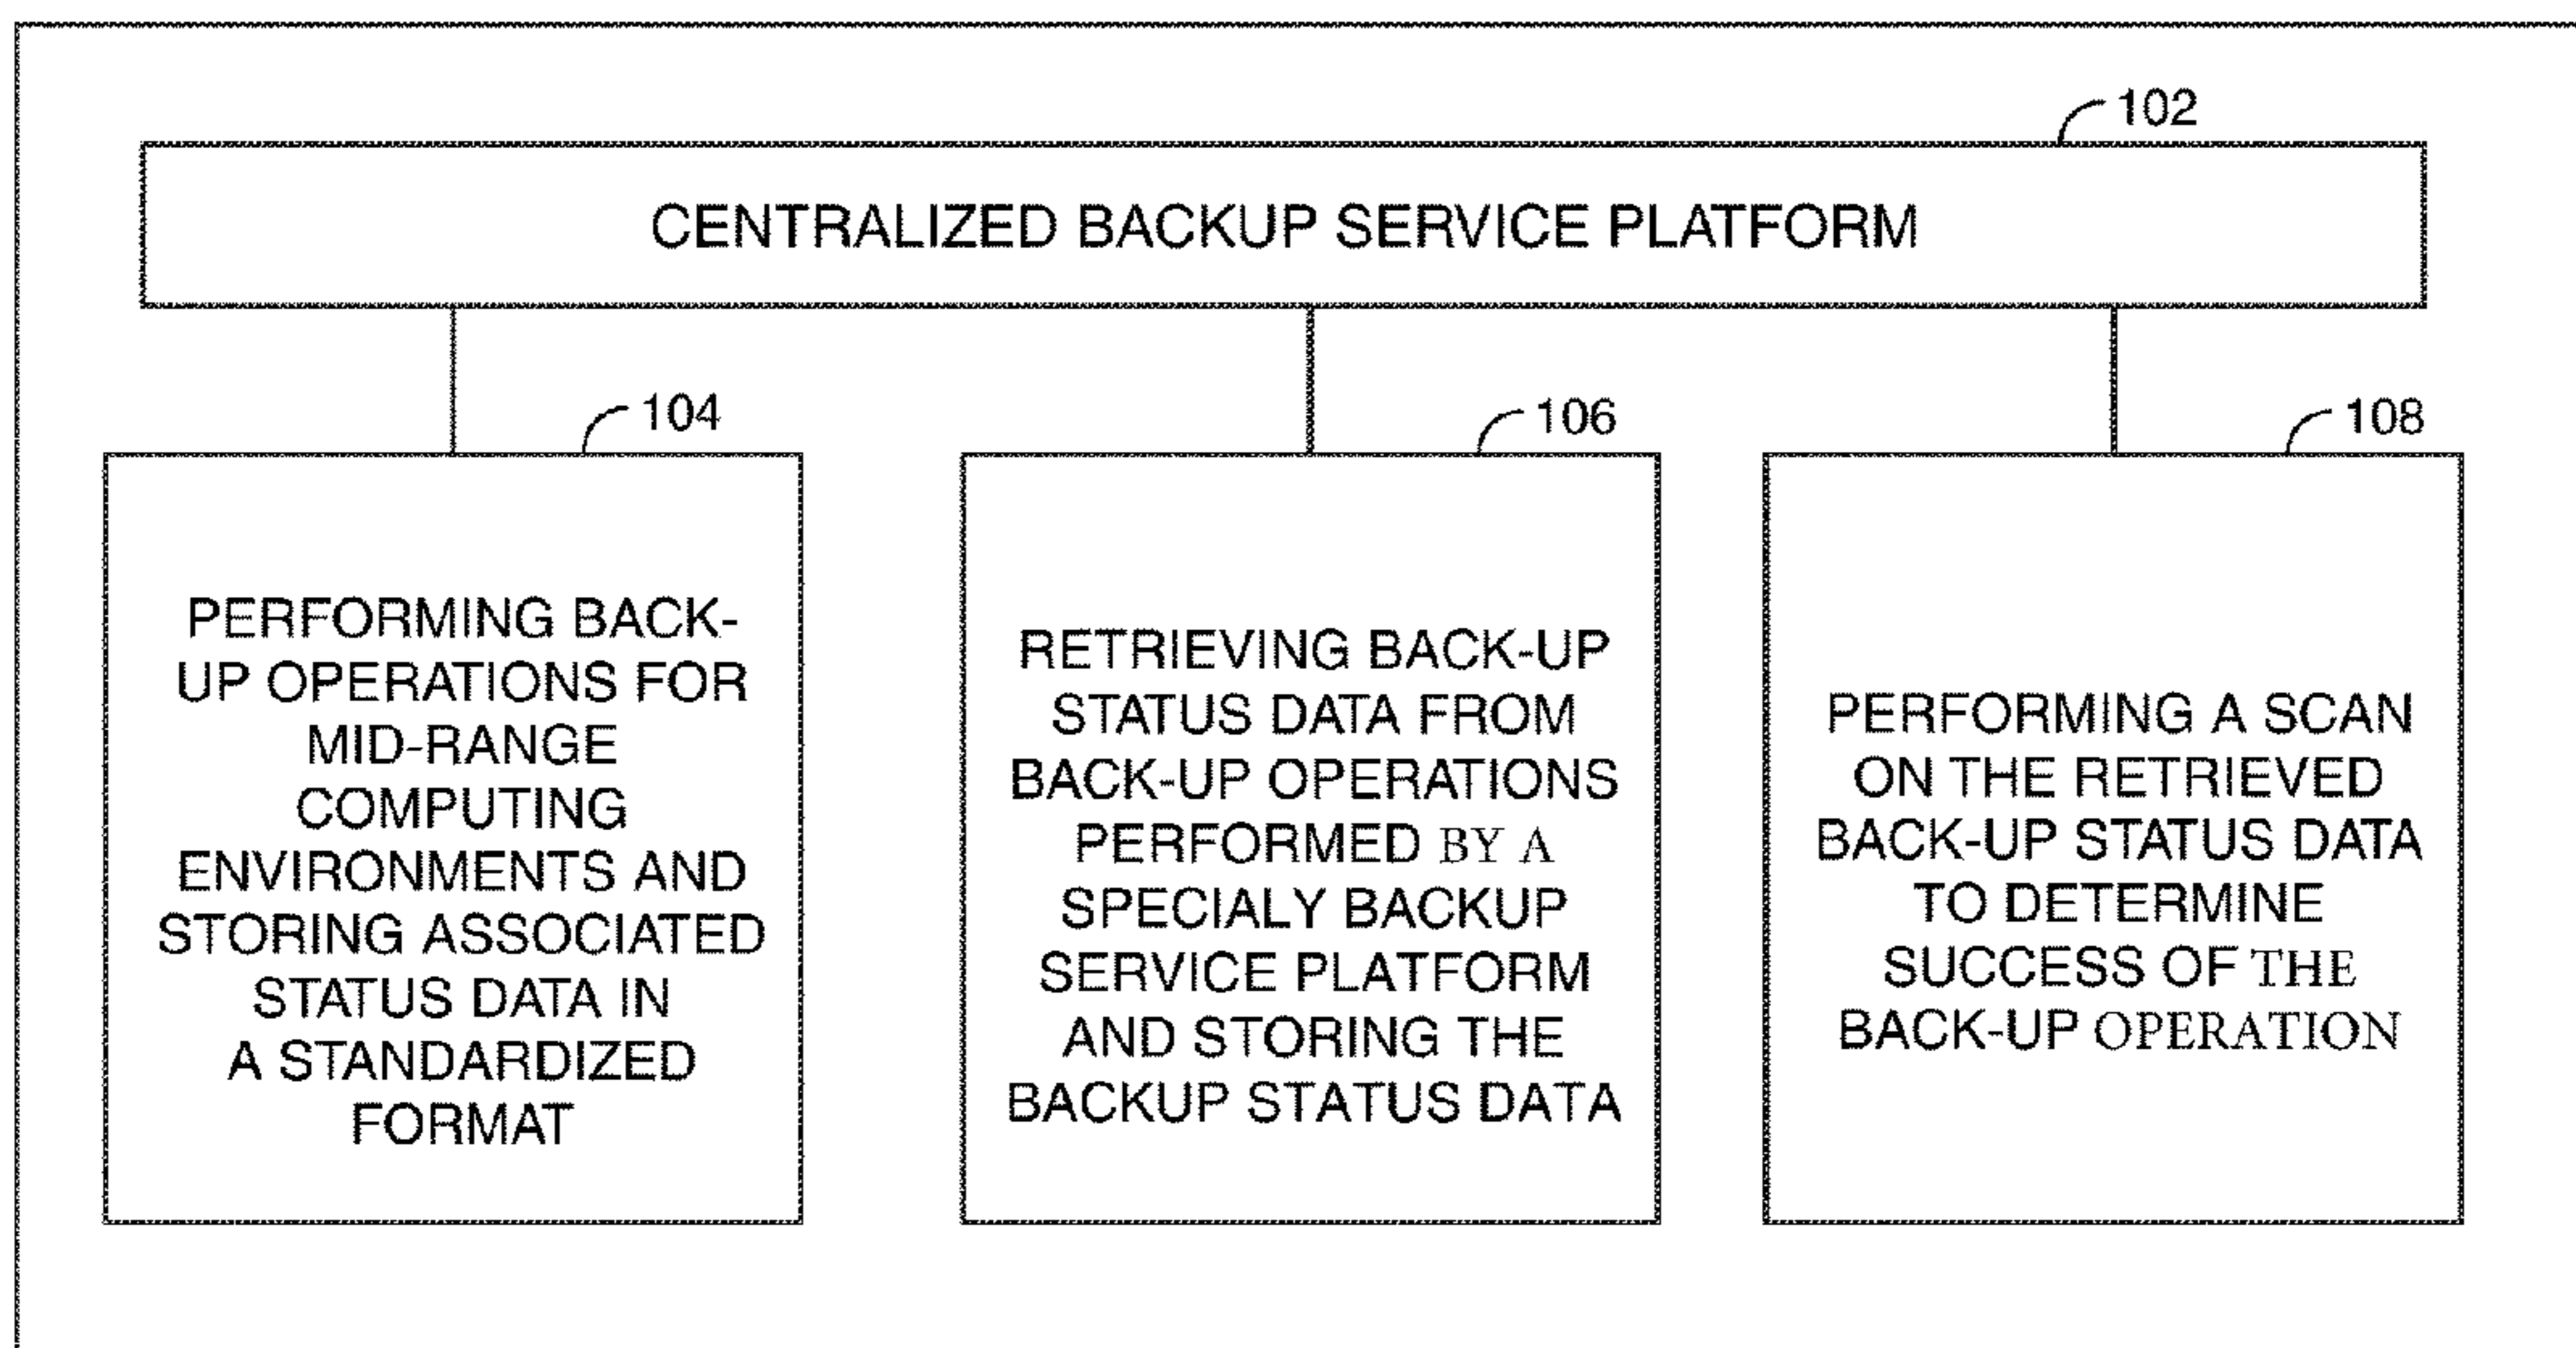 102
CENTRALIZED BACKUP SERVICE PLATFORM
104
PERFORMING BACK-
UP OPERATIONS FOR
MID-RANGE
COMPUTING
ENVIRONMENTS AND
STORING ASSOCIATED
STATUS DATA IN
A STANDARDIZED
FORMAT
106
RETRIEVING BACK-UP
STATUS DATA FROM
BACK-UP OPERATIONS
PERFORMED BY A
SPECIALY BACKUP
SERVICE PLATFORM
AND STORING THE
BACKUP STATUS DATA
108
PERFORMING A SCAN
ON THE RETRIEVED
BACK-UP STATUS DATA
TO DETERMINE
SUCCESS OF THE
BACK-UP OPERATION